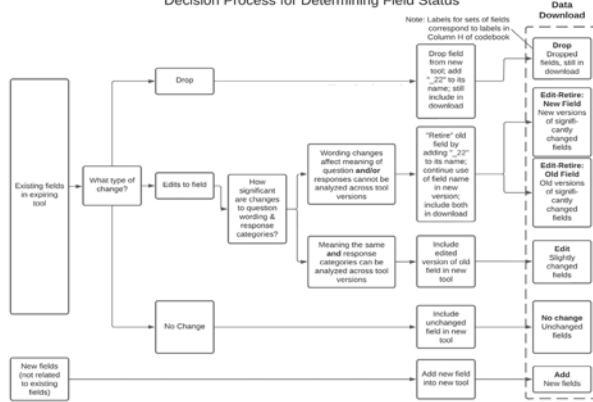 Decision Process for Determining Field Status
Data
Download
Note: Labels for sets of fields
correspond to labels in
Column H of codebook
Drop
Drop field
from new
tool; add
"_22" to its
name; still
include in
download
Drop
Dropped
fields, still in
download
Existing fields
in expiring
tool
What type of
change?
Edits to field
How
significant
are changes
to question
wording &
response
categories?
Wording changes
affect meaning of
question and/or
responses cannot be
analyzed across tool
versions
"Retire" old
field by
adding "_22"
to its name;
continue use
of field name
in new
version;
include both
in download
Edit-Retire:
New Field
New versions
of signifi-
cantly
changed
fields
Edit-Retire:
Old Field
Old versions
of signifi-
cantly
changed
fields
Meaning the same
and response
categories can be
analyzed across tool
versions
Include
edited
version of old
field in new
tool
Edit
Slightly
changed
fields
No Change
Include
unchanged
field in new
tool
No change
Unchanged
fields
New fields
(not related
to existing
fields)
Add new field
into new tool
Add
New fields